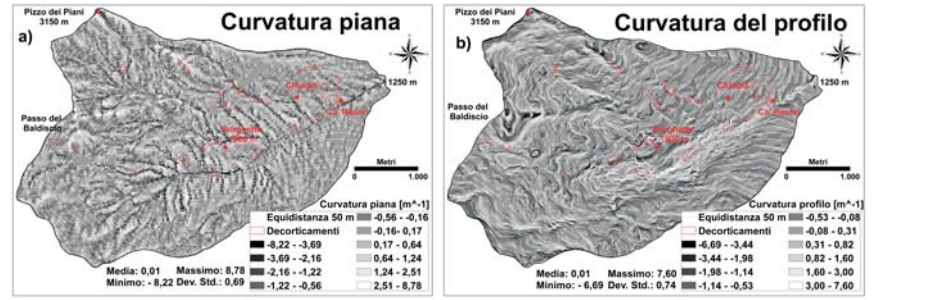 Curvatura piana
Pizzo dei Piani
3150 m
a)
1250 m
Passo del
Baldiscio
Metri
0 1.000
Curvatura piana [m^-1]
Equidistanza 50 m
Decorticamenti
-8,22 - -3,69
-3,69 - -2,16
-2,16 - -1,22
-1,22 - -0,56
-0,56 - -0,16
-0,16- 0,17
0,17 - 0,64
0,64 - 1,24
1,24 - 2,51
2,51 - 8,78
Media: 0,01 Massimo: 8,78
Minimo: - 8,22 Dev. Std.: 0,69
Curvatura del profilo
Pizzo dei Piani
3150 m
b)
1250 m
Passo del
Baldiscio
Metri
0 1.000
Curvatura profilo [m^-1]
Equidistanza 50 m
Decorticamenti
-6,69 - -3,44
-3,44 - -1,98
-1,98 - -1,14
-1,14 - -0,53
-0,53 - -0,08
-0,08 - 0,31
0,31 - 0,82
0,82 - 1,60
1,60 - 3,00
3,00 - 7,60
Media: 0,01 Massimo: 7,60
Minimo: - 6,69 Dev. Std.: 0,74